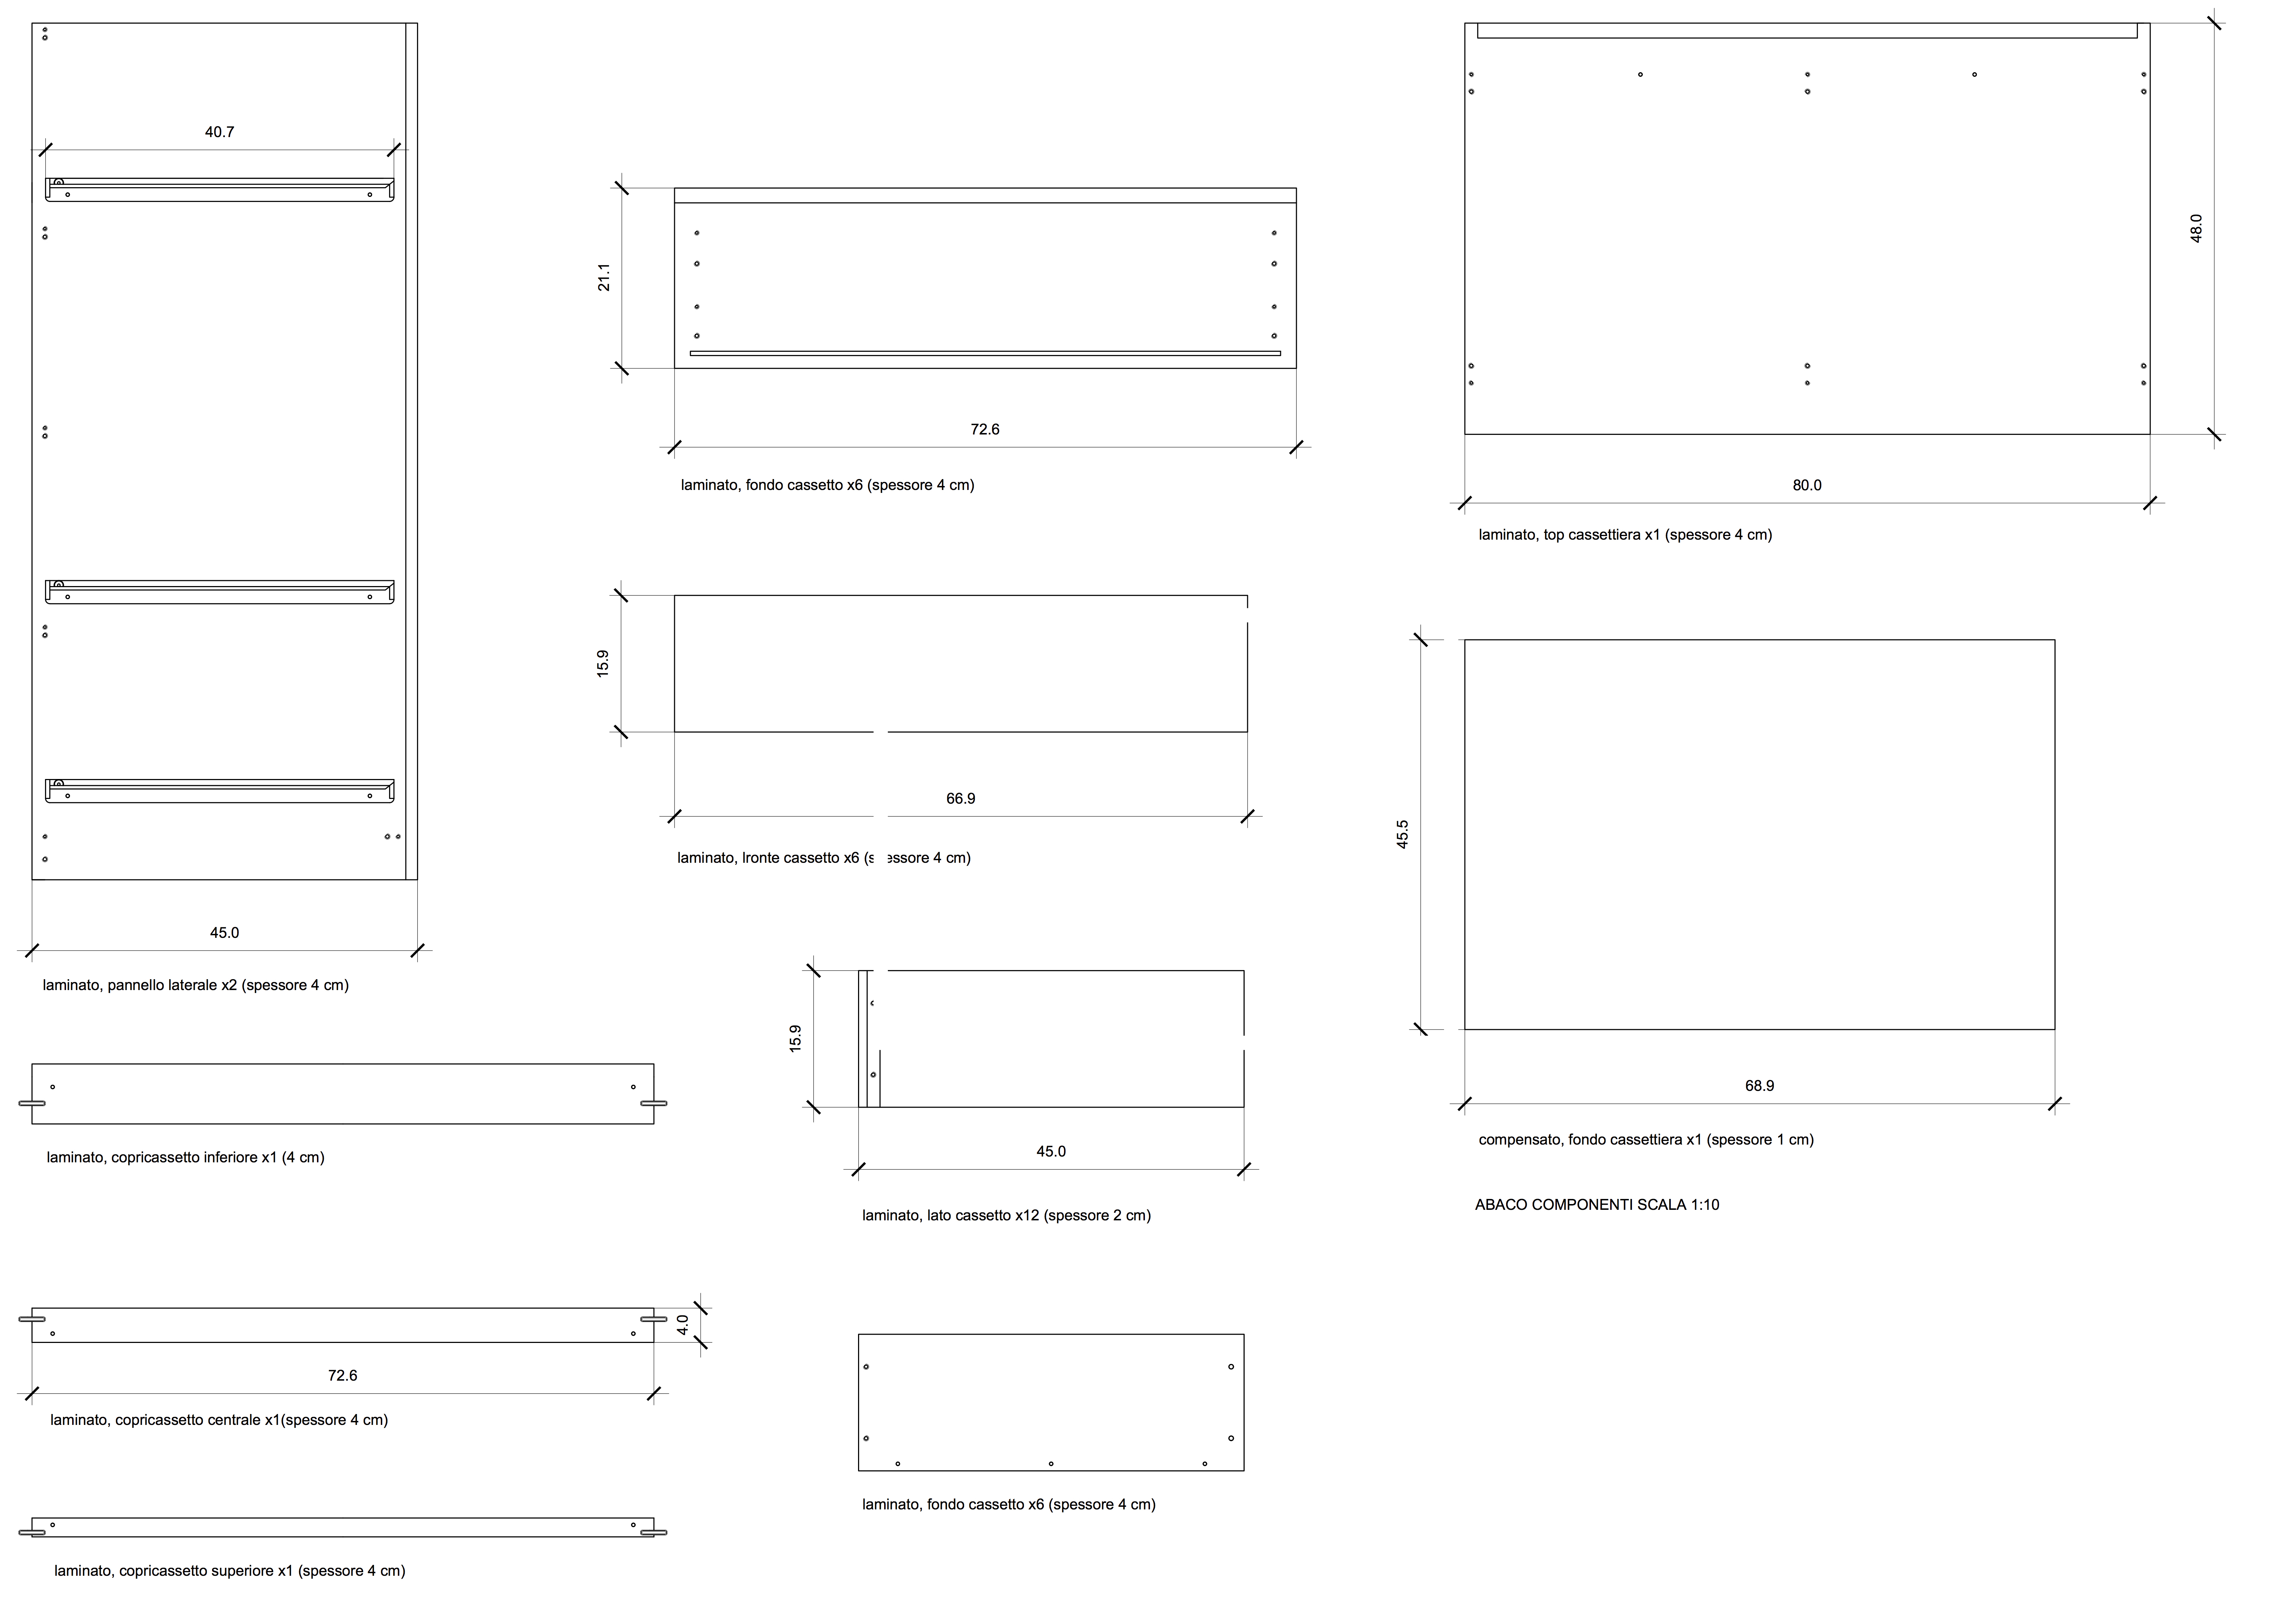 40.7
45.0
laminato, pannello laterale x2 (spessore 4 cm)
laminato, copricassetto inferiore x1 (4 cm)
4.0
72.6
laminato, copricassetto centrale x1(spessore 4 cm)
laminato, copricassetto superiore x1 (spessore 4 cm)
21.1
72.6
laminato, fondo cassetto x6 (spessore 4 cm)
15.9
66.9
laminato, lronte cassetto x6 (s essore 4 cm)
15.9
45.0
laminato, lato cassetto x12 (spessore 2 cm)
laminato, fondo cassetto x6 (spessore 4 cm)
48.0
80.0
laminato, top cassettiera x1 (spessore 4 cm)
45.5
68.9
compensato, fondo cassettiera x1 (spessore 1 cm)
ABACO COMPONENTI SCALA 1:10